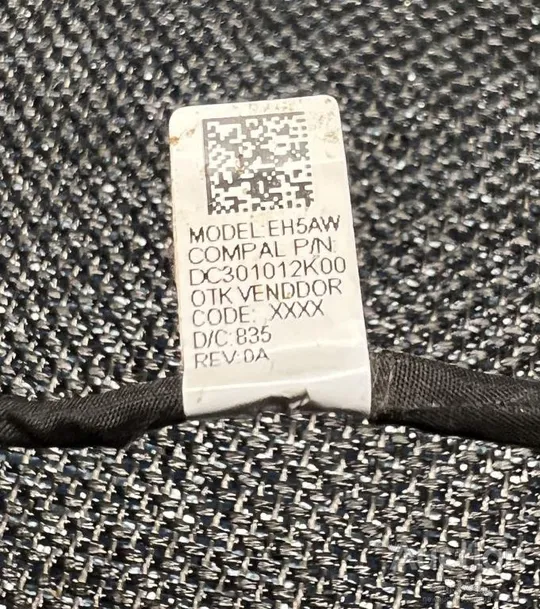 MODEL:EH5AW
COMPAL P/N:
DC301012K00
OTK VENDDOR
CODE: XXXX
D/C:835
REV:0A